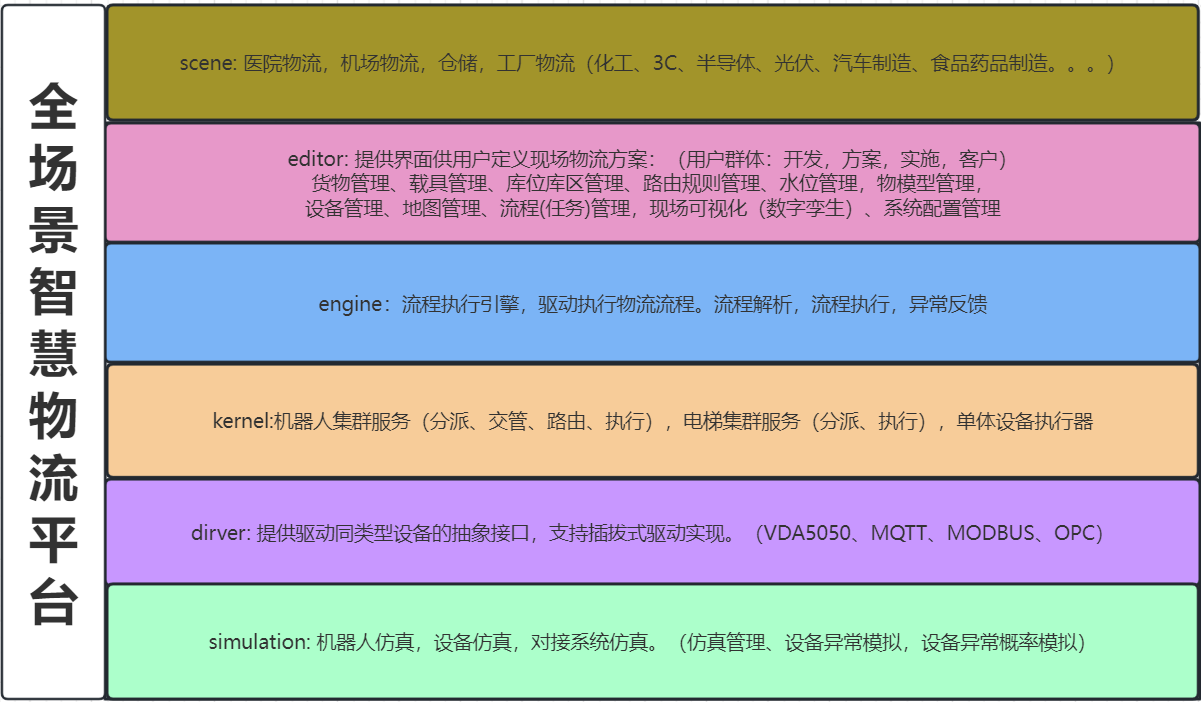 全场景智慧物流平台
scene: 医院物流，机场物流，仓储，工厂物流（化工、3C、半导体、光伏、汽车制造、食品药品制造。。。）
editor: 提供界面供用户定义现场物流方案：（用户群体：开发，方案，实施，客户）
货物管理、载具管理、库位库区管理、路由规则管理、水位管理，物模型管理，
设备管理、地图管理、流程(任务)管理，现场可视化（数字孪生）、系统配置管理
engine：流程执行引擎，驱动执行物流流程。流程解析，流程执行，异常反馈
kernel:机器人集群服务（分派、交管、路由、执行），电梯集群服务（分派、执行），单体设备执行器
dirver: 提供驱动同类型设备的抽象接口，支持插拔式驱动实现。（VDA5050、MQTT、MODBUS、OPC）
simulation: 机器人仿真，设备仿真，对接系统仿真。（仿真管理、设备异常模拟，设备异常概率模拟）